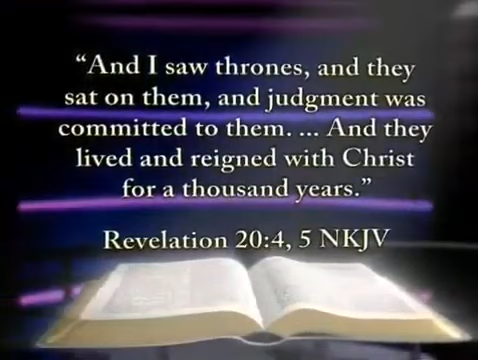 “And I saw thrones, and they
sat on them, and judgment was
committed to them. ... And they
lived and reigned with Christ
for a thousand years.”
Revelation 20:4, 5 NKJV